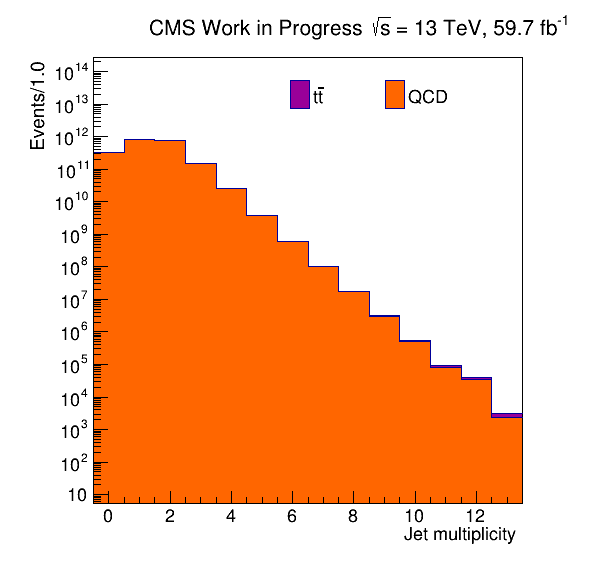 CMS Work in Progress √s = 13 TeV, 59.7 fb⁻¹
Events/1.0
tt̄ QCD
10¹⁴
10¹³
10¹²
10¹¹
10¹⁰
10⁹
10⁸
10⁷
10⁶
10⁵
10⁴
10³
10²
10
0 2 4 6 8 10 12
Jet multiplicity